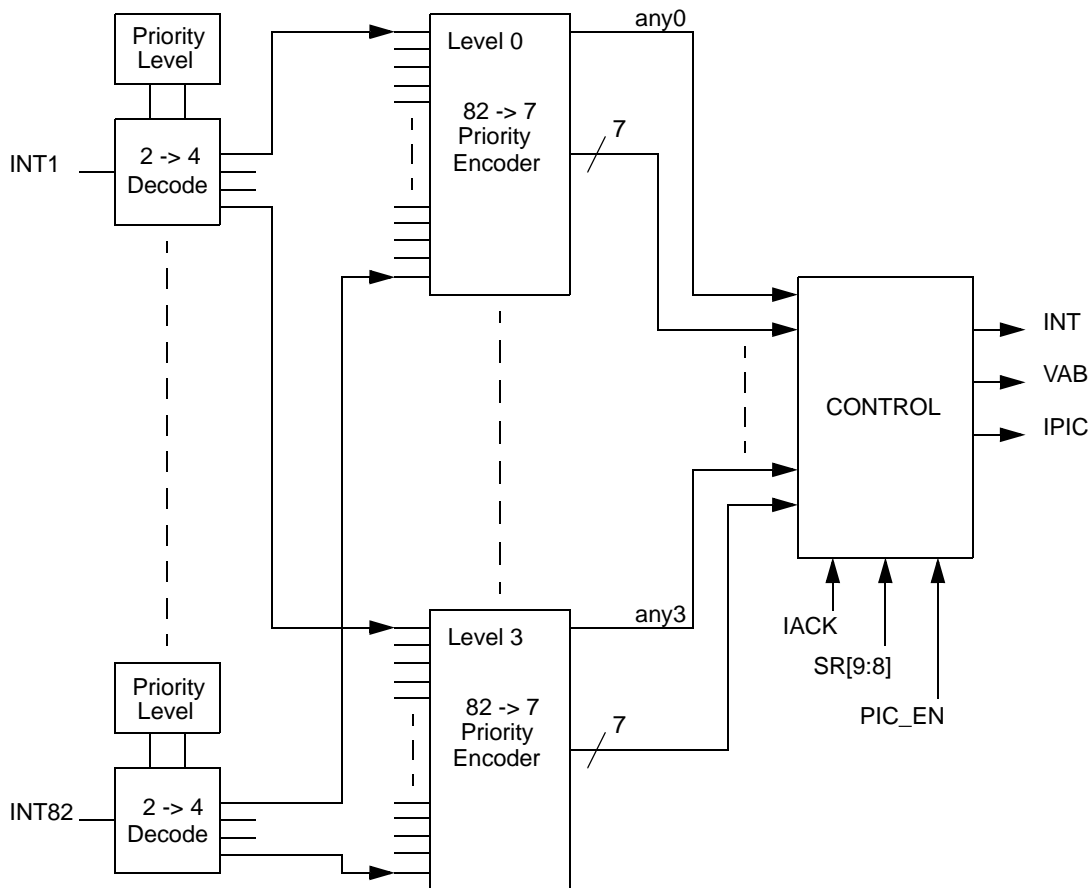 Priority
Level
INT1
2 -> 4
Decode
Level 0
82 -> 7
Priority
Encoder
any0
7
CONTROL
INT
VAB
IPIC
IACK
SR[9:8]
PIC_EN
Priority
Level
INT82
2 -> 4
Decode
Level 3
82 -> 7
Priority
Encoder
any3
7